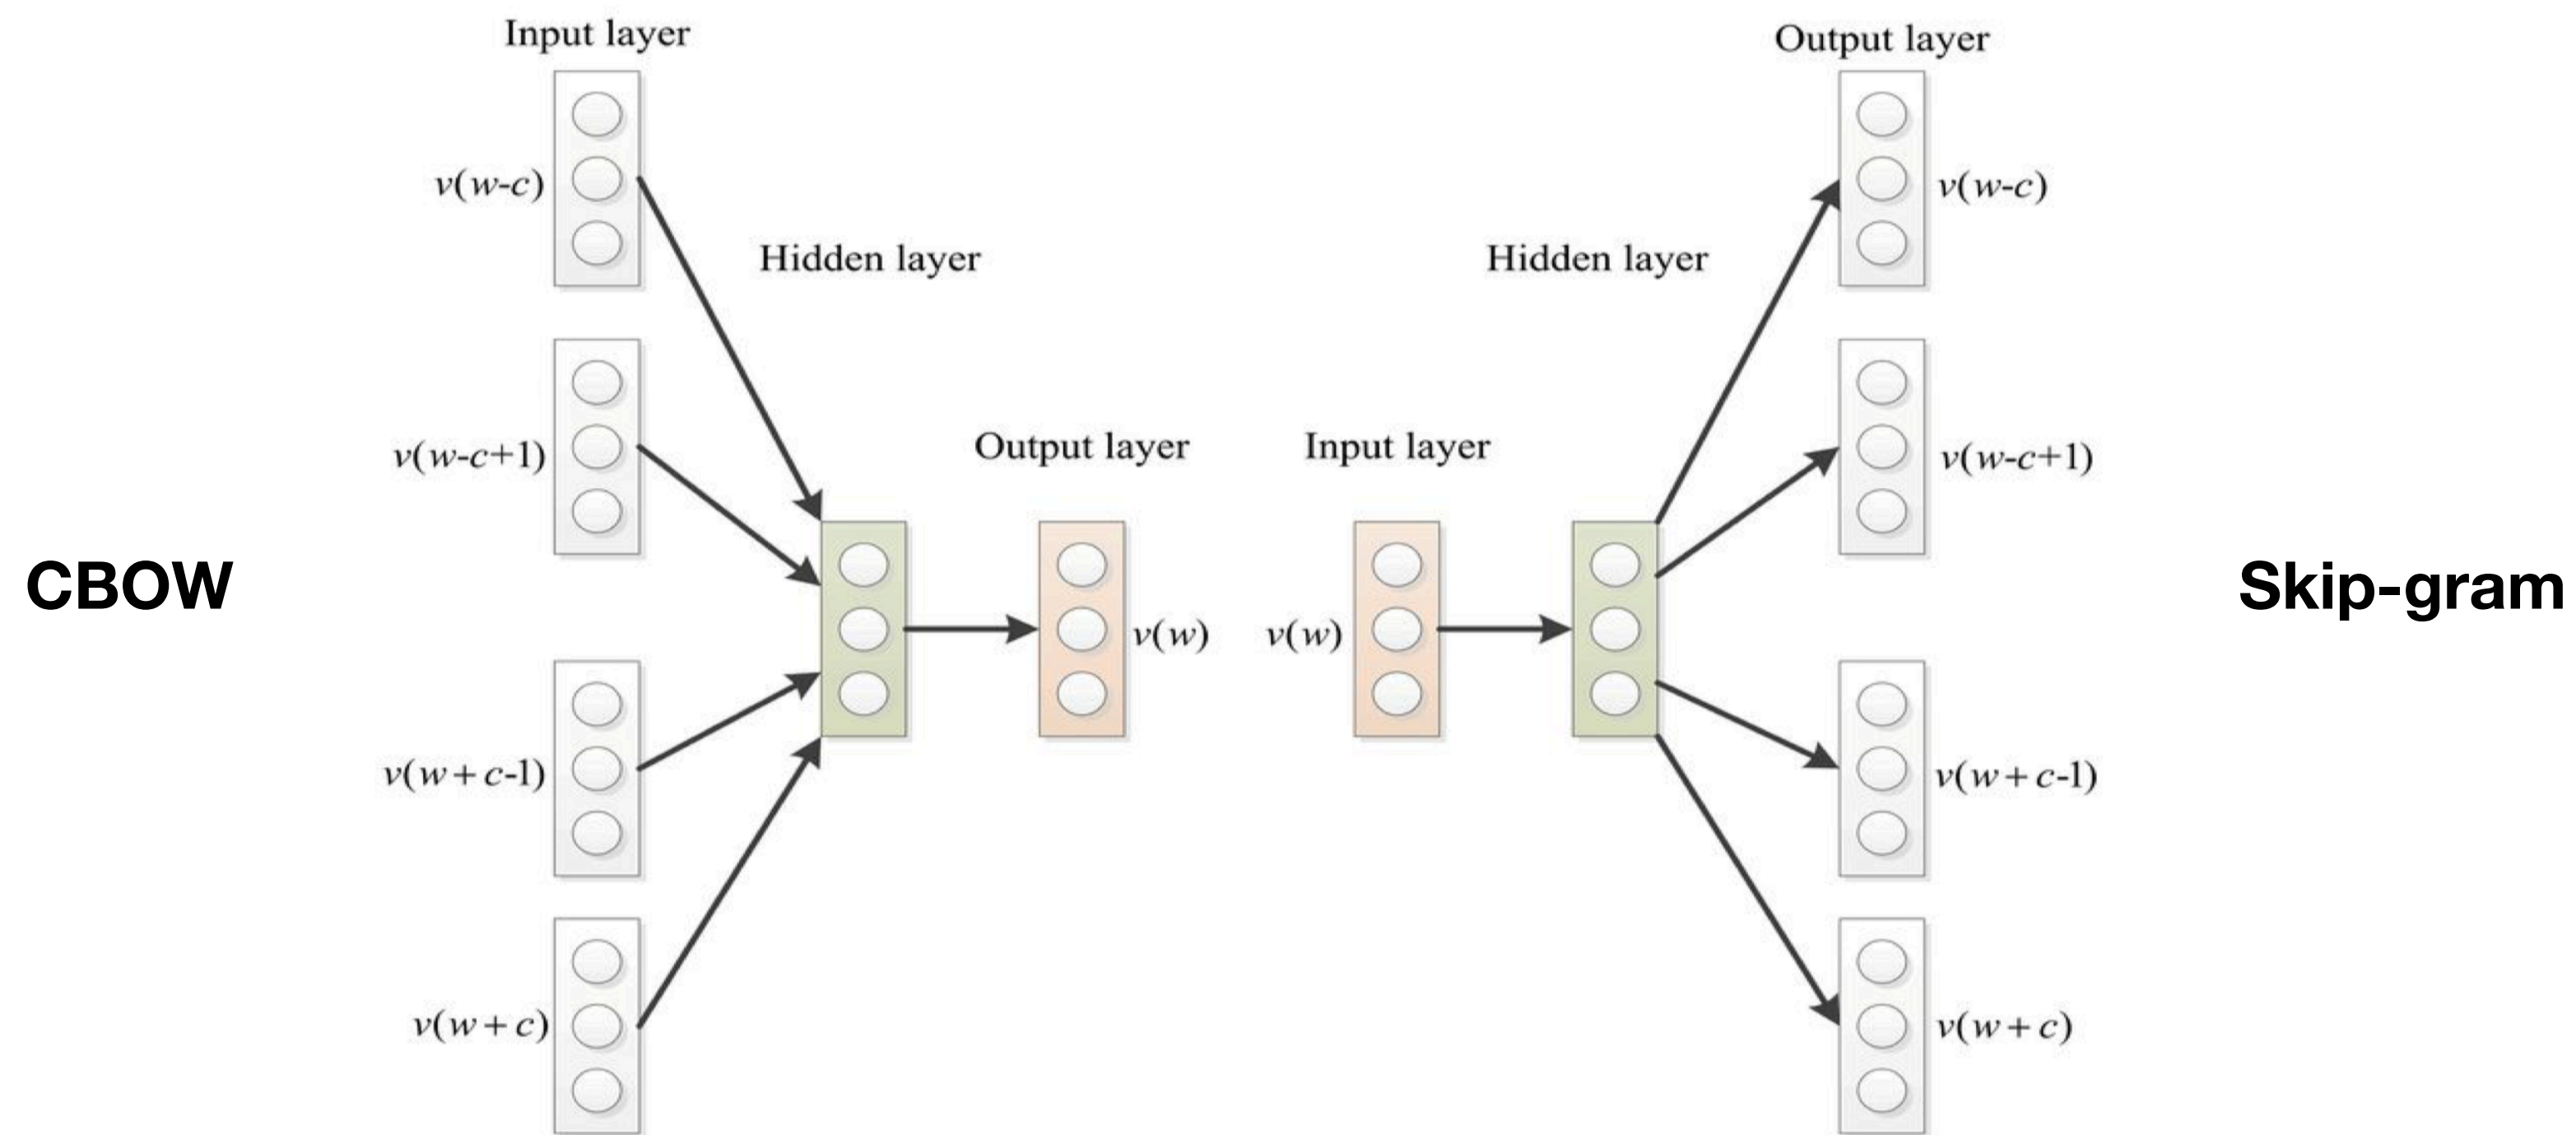 Input layer
v(w-c)
Hidden layer
v(w-c+1)
Output layer
CBOW
v(w)
v(w+c-1)
v(w+c)
Output layer
v(w-c)
Hidden layer
v(w-c+1)
Input layer
v(w)
Skip-gram
v(w+c-1)
v(w+c)